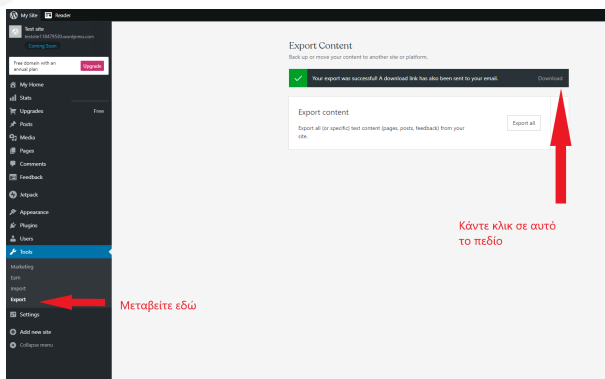 My Site Reader
Test site
testsite118479503.wordpress.com
Coming Soon
Free domain with an
annual plan
Upgrade
My Home
Stats
Upgrades Free
Posts
Media
Pages
Comments
Feedback
Jetpack
Appearance
Plugins
Users
Tools
Marketing
Earn
Import
Export
Settings
Add new site
Collapse menu
Export Content
Back up or move your content to another site or platform.
Your export was successful! A download link has also been sent to your email. Download
Export content
Export all (or specific) text content (pages, posts, feedback) from your
site.
Export all
Κάντε κλικ σε αυτό
το πεδίο
Μεταβείτε εδώ